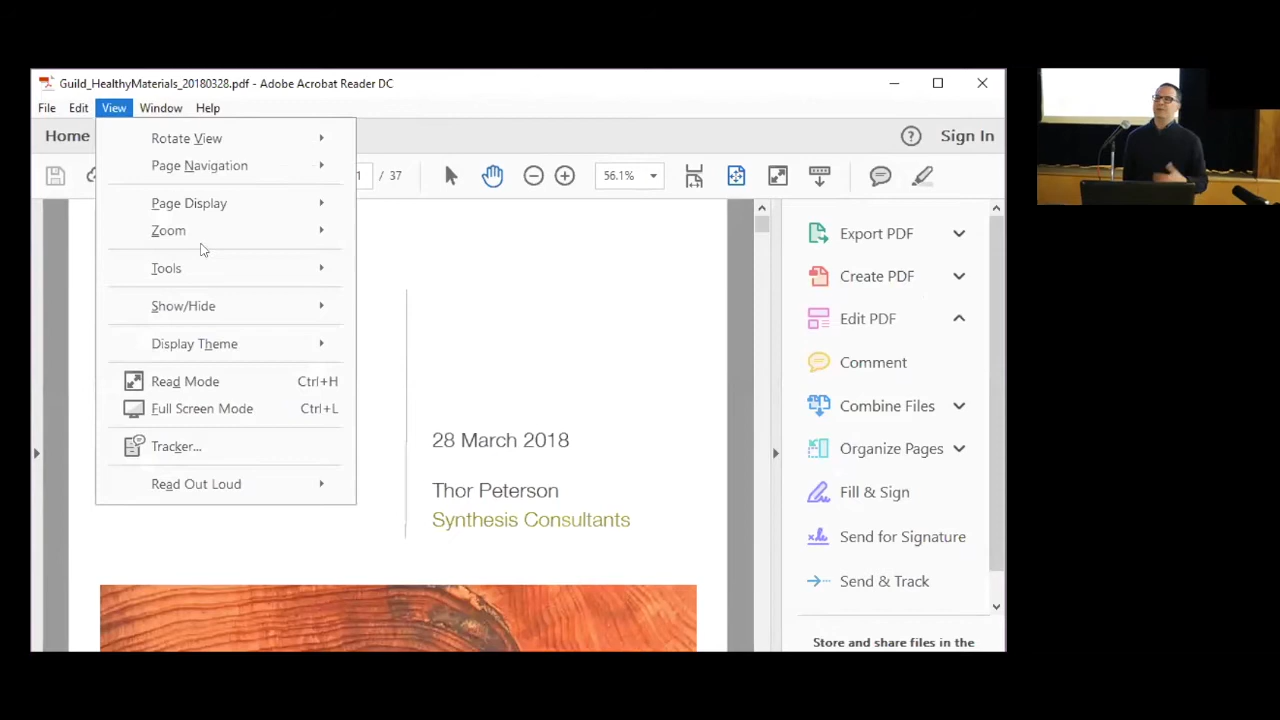 Guild_HealthyMaterials_20180328.pdf - Adobe Acrobat Reader DC
File Edit View Window Help
Home
Sign In
1 / 37
56.1%
Rotate View
Page Navigation
Page Display
Zoom
Tools
Show/Hide
Display Theme
Read Mode Ctrl+H
Full Screen Mode Ctrl+L
Tracker...
Read Out Loud
28 March 2018
Thor Peterson
Synthesis Consultants
Export PDF
Create PDF
Edit PDF
Comment
Combine Files
Organize Pages
Fill & Sign
Send for Signature
Send & Track
Store and share files in the